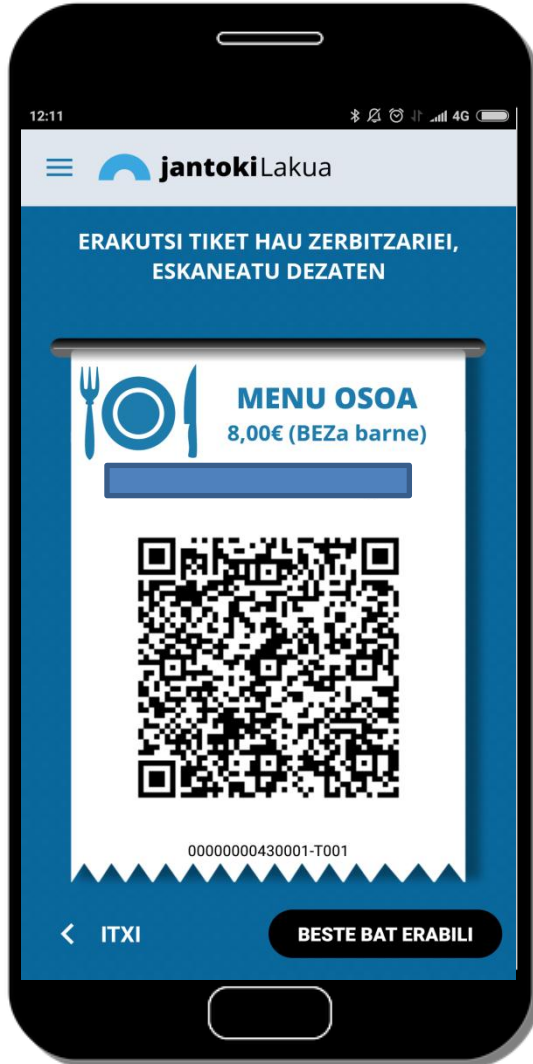 12:11 4G
jantokiLakua
ERAKUTSI TIKET HAU ZERBITZARIEI,
ESKANEATU DEZATEN
MENU OSOA
8,00€ (BEZa barne)
00000000430001-T001
ITXI
BESTE BAT ERABILI